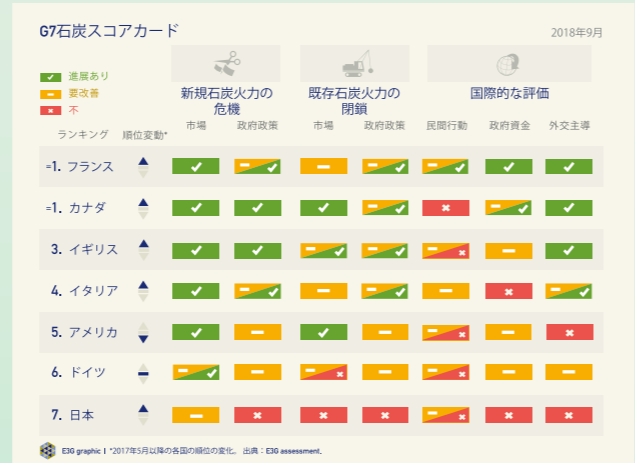 G7石炭スコアカード
2018年9月
進展あり
要改善
不
新規石炭火力の
危機
既存石炭火力の
閉鎖
国際的な評価
ランキング 順位変動* 市場 政府政策 市場 政府政策 民間行動 政府資金 外交主導
=1. フランス
=1. カナダ
3. イギリス
4. イタリア
5. アメリカ
6. ドイツ
7. 日本
E3G graphic | *2017年5月以降の各国の順位の変化。 出典：E3G assessment.